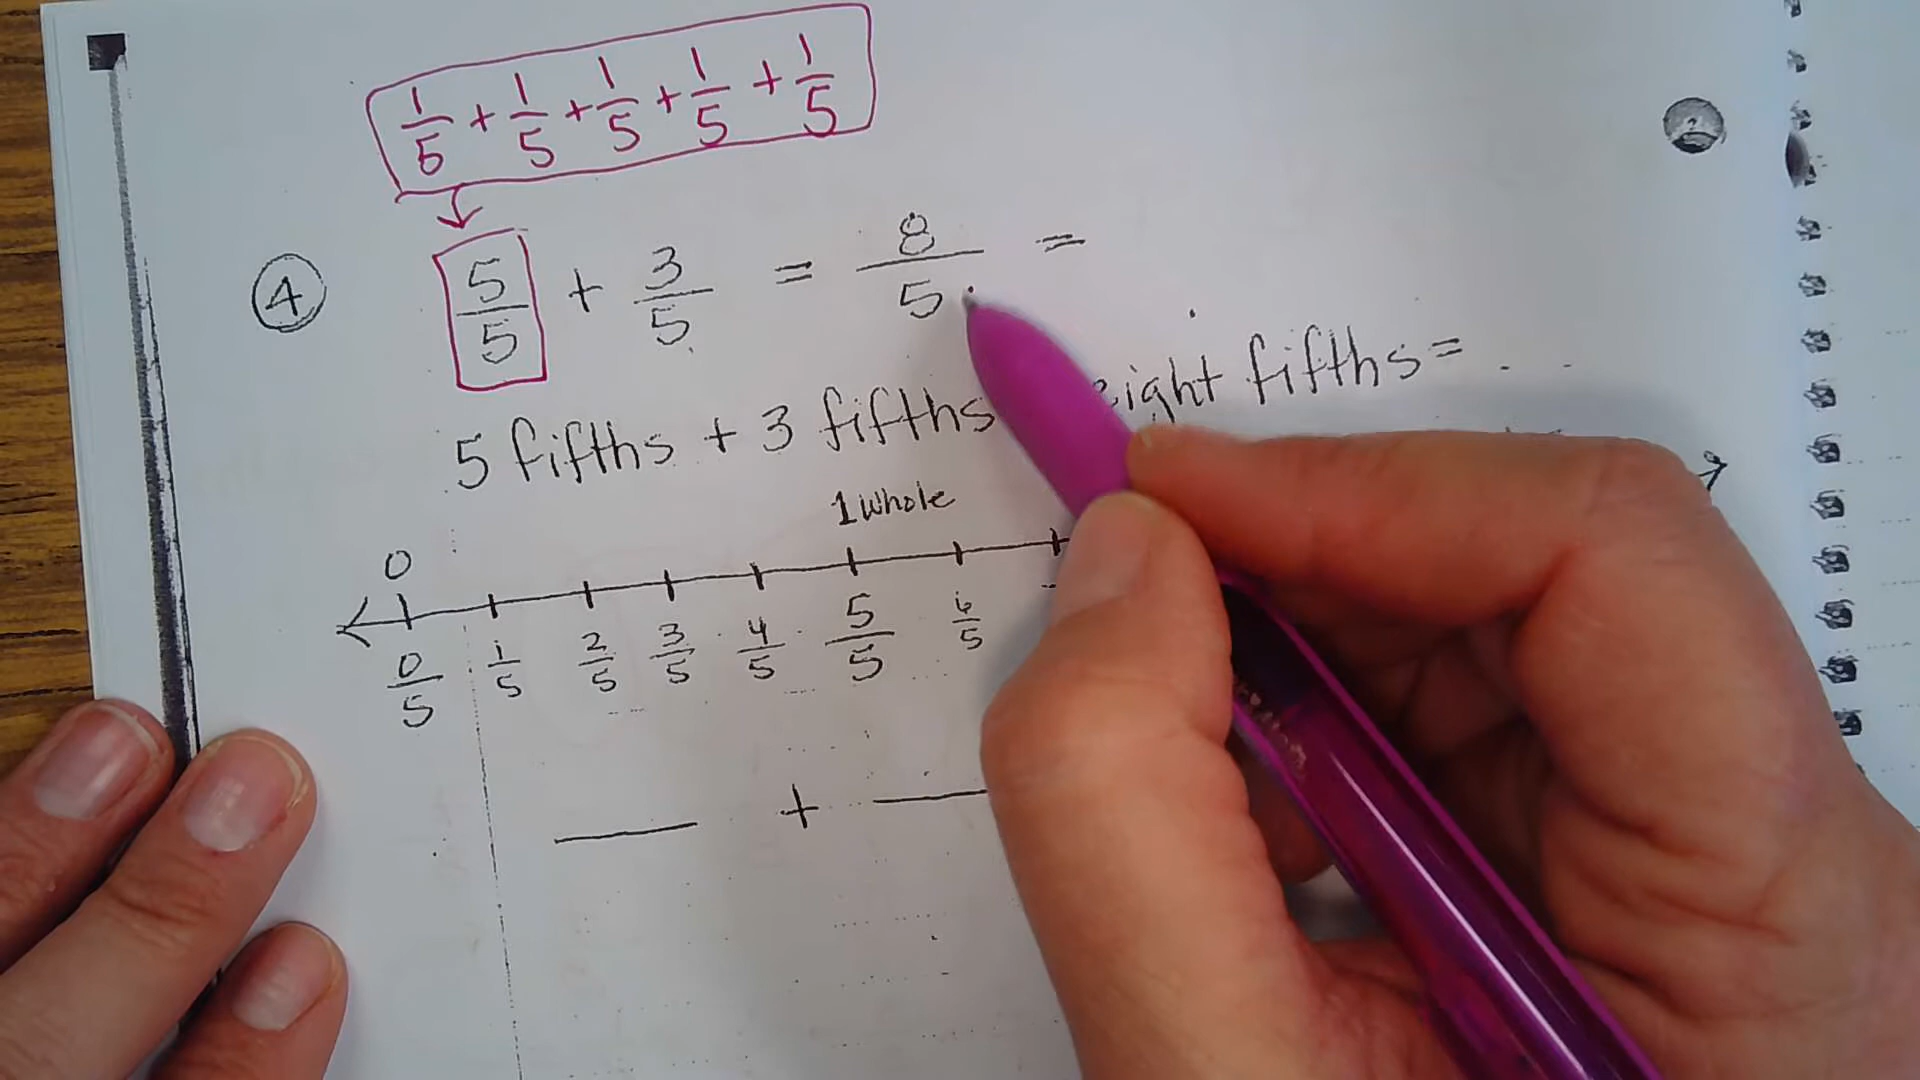 1/5 + 1/5 + 1/5 + 1/5 + 1/5
4 5/5 + 3/5 = 8/5 =
5 fifths + 3 fifths eight fifths =
1 whole
0
0/5 1/5 2/5 3/5 4/5 5/5 6/5
+